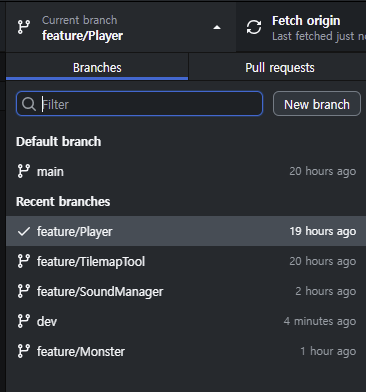 Current branch
feature/Player
Fetch origin
Last fetched just
Branches
Pull requests
Filter
New branch
Default branch
main 20 hours ago
Recent branches
feature/Player 19 hours ago
feature/TilemapTool 20 hours ago
feature/SoundManager 2 hours ago
dev 4 minutes ago
feature/Monster 1 hour ago